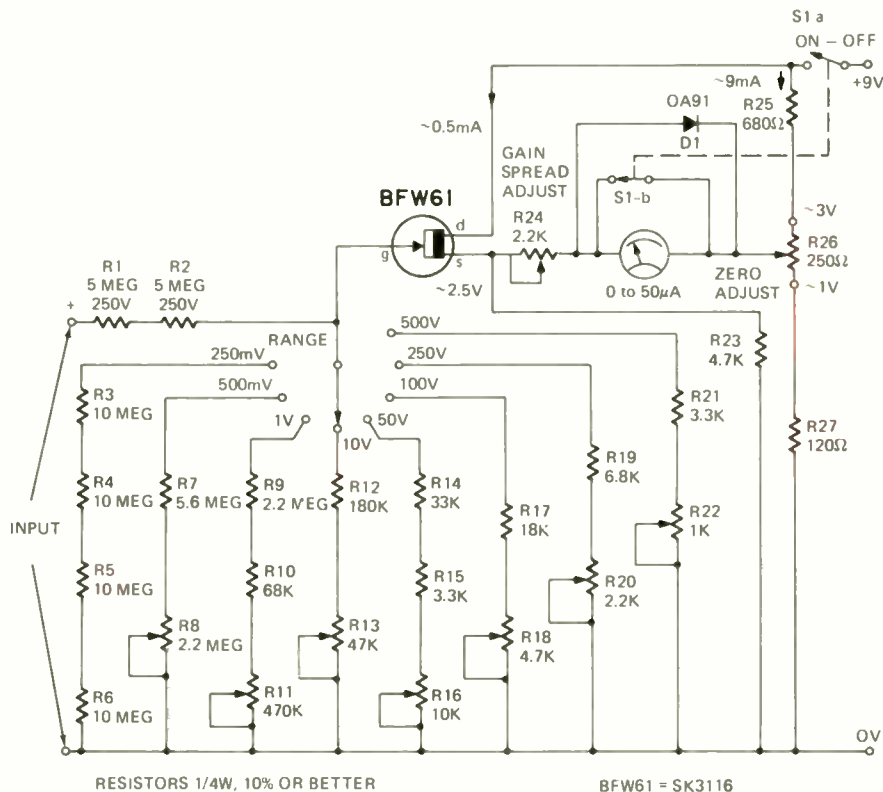 S1 a
ON – OFF
+9V
~9mA
R25
680Ω
OA91
D1
~0.5mA
GAIN
SPREAD
ADJUST
S1-b
BFW61
d
g
s
R24
2.2K
~3V
R26
250Ω
ZERO
ADJUST
~1V
0 to 50µA
~2.5V
R1
5 MEG
250V
R2
5 MEG
250V
+
RANGE
500V
250mV
250V
500mV
100V
1V
50V
10V
R23
4.7K
R3
10 MEG
R21
3.3K
R27
120Ω
R4
10 MEG
R7
5.6 MEG
R9
2.2 MEG
R12
180K
R14
33K
R19
6.8K
R17
18K
R22
1K
INPUT
R5
10 MEG
R10
68K
R15
3.3K
R20
2.2K
R8
2.2 MEG
R13
47K
R18
4.7K
R6
10 MEG
R11
470K
R16
10K
0V
RESISTORS 1/4W, 10% OR BETTER
BFW61 = SK3116